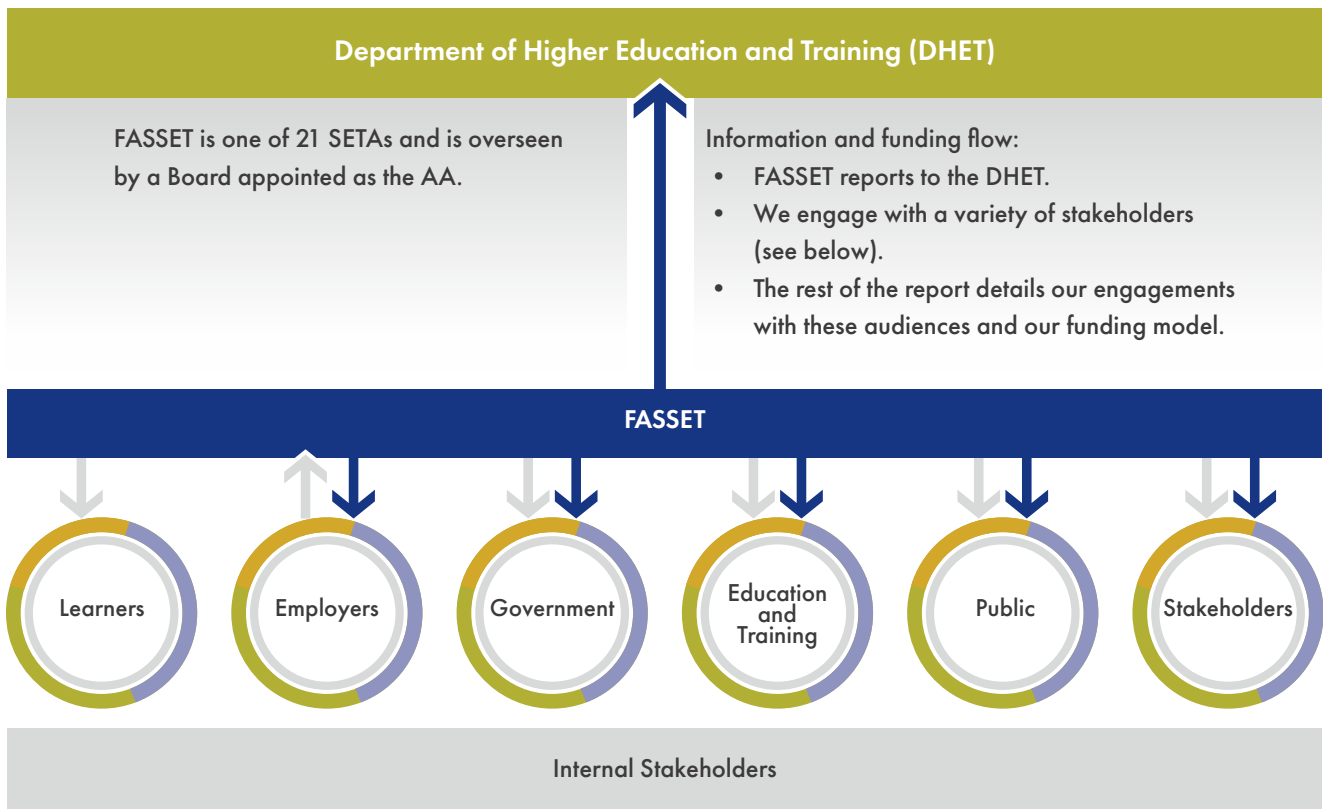 Department of Higher Education and Training (DHET)
FASSET is one of 21 SETAs and is overseen
by a Board appointed as the AA.
Information and funding flow:
• FASSET reports to the DHET.
• We engage with a variety of stakeholders
(see below).
• The rest of the report details our engagements
with these audiences and our funding model.
FASSET
Learners
Employers
Government
Education
and
Training
Public
Stakeholders
Internal Stakeholders